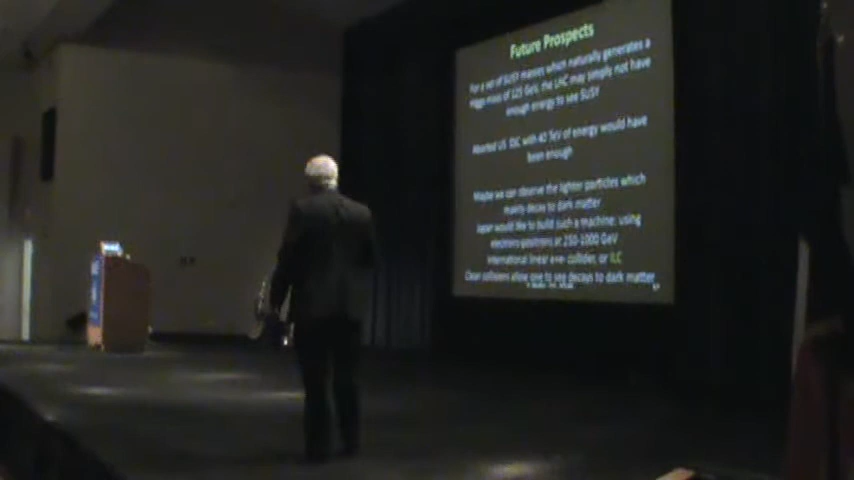 Future Prospects
For a set of SUSY masses which naturally generates a
Higgs mass of 125 GeV, the LHC may simply not have
enough energy to see SUSY
Aborted US SSC with 40 TeV of energy would have
been enough
Maybe we can observe the lighter particles which
mainly decay to dark matter
Japan would like to build such a machine: using
electrons positrons at 250-1000 GeV
International linear e+e- collider, or ILC
Clean collisions allow one to see decays to dark matter